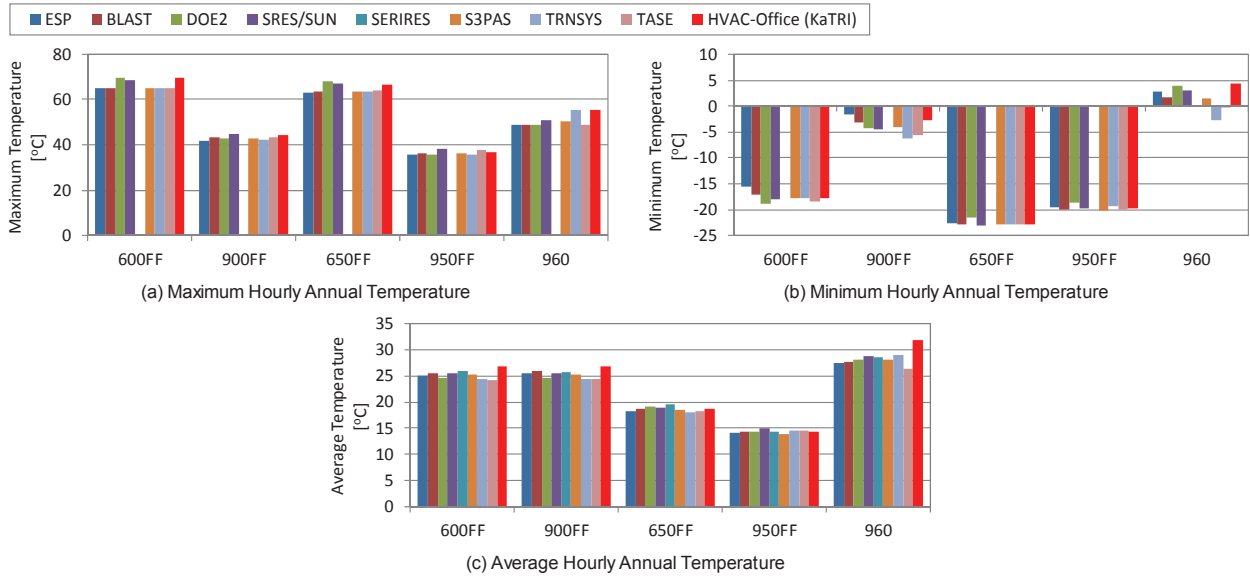 ESP BLAST DOE2 SRES/SUN SERIRES S3PAS TRNSYS TASE HVAC-Office (KaTRI)
Maximum Temperature
[°C]
80
60
40
20
0
600FF 900FF 650FF 950FF 960
(a) Maximum Hourly Annual Temperature
Minimum Temperature
[°C]
10
5
0
-5
-10
-15
-20
-25
600FF 900FF 650FF 950FF 960
(b) Minimum Hourly Annual Temperature
Average Temperature
[°C]
35
30
25
20
15
10
5
0
600FF 900FF 650FF 950FF 960
(c) Average Hourly Annual Temperature